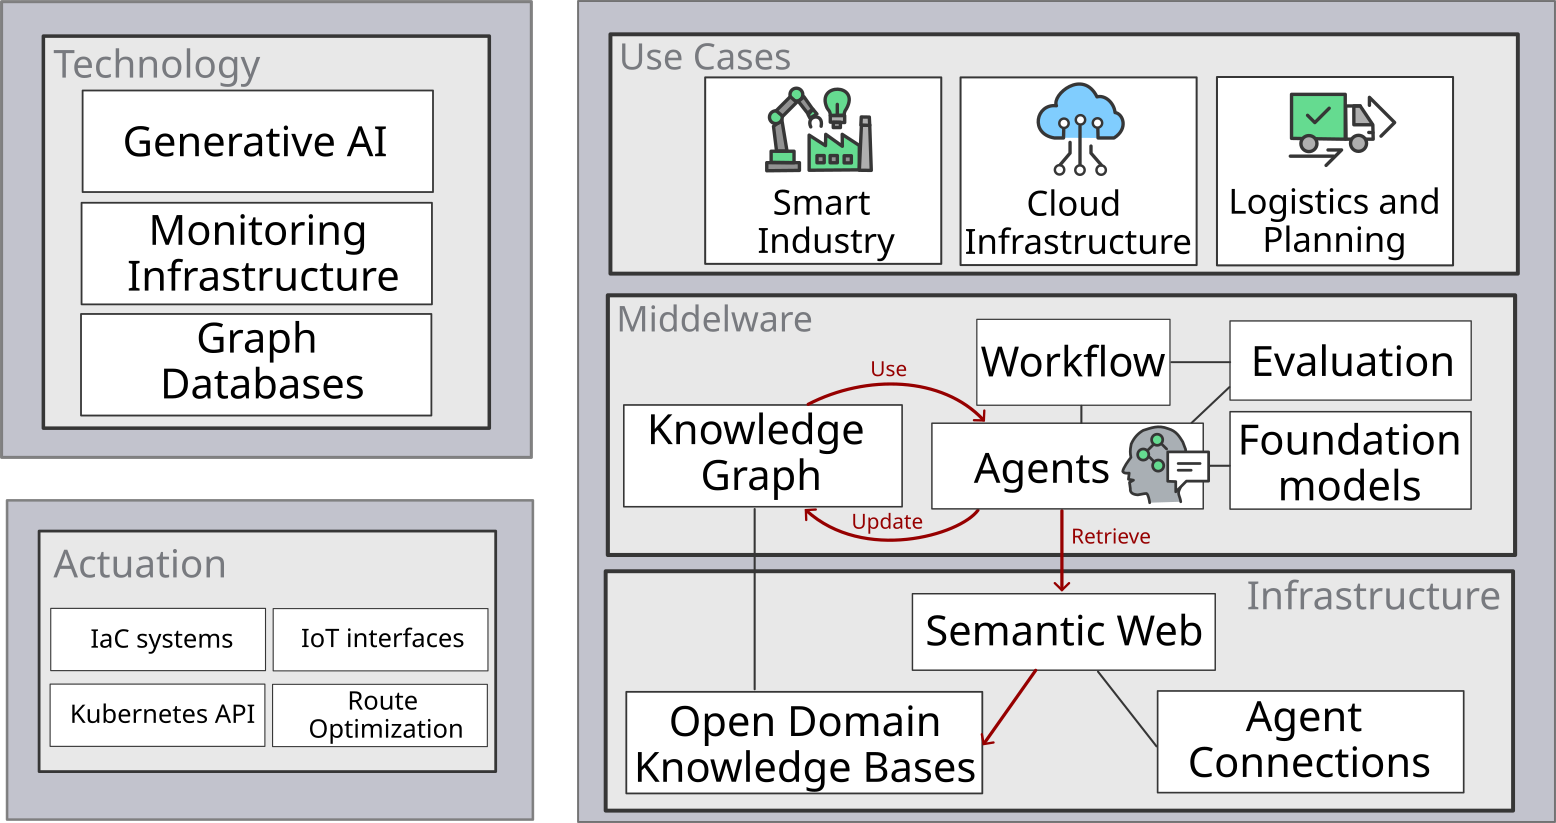 Technology
Generative AI
Monitoring
Infrastructure
Graph
Databases
Actuation
IaC systems
IoT interfaces
Kubernetes API
Route
Optimization
Use Cases
Smart
Industry
Cloud
Infrastructure
Logistics and
Planning
Middelware
Use
Workflow
Evaluation
Knowledge
Graph
Agents
Foundation
models
Update
Retrieve
Infrastructure
Semantic Web
Open Domain
Knowledge Bases
Agent
Connections